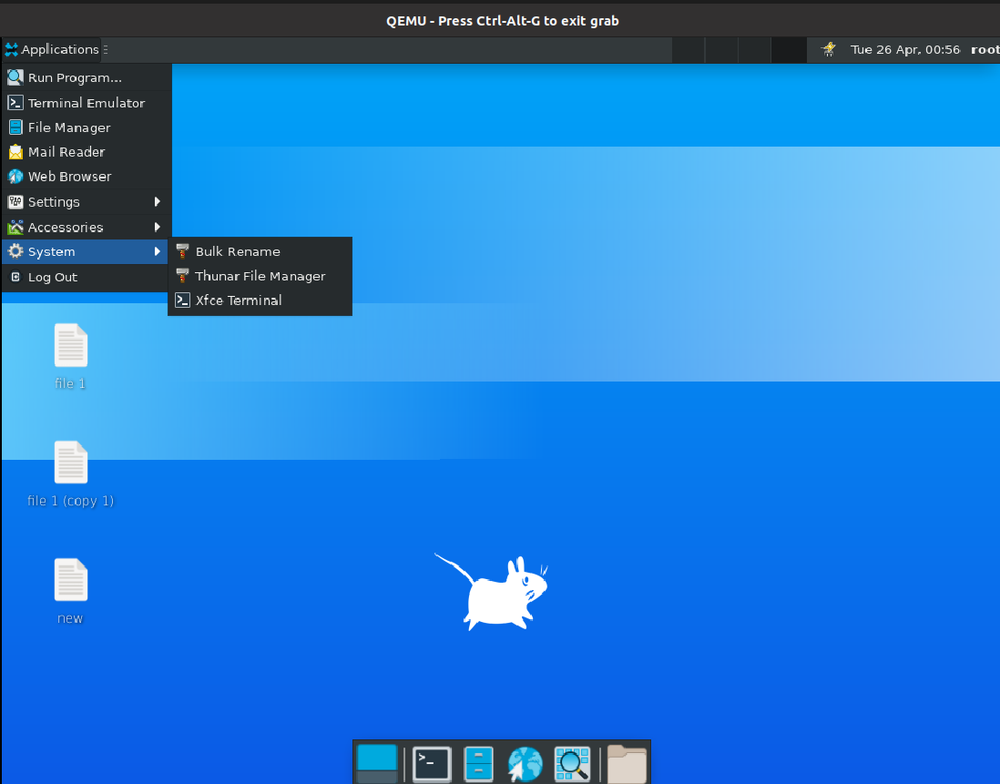 QEMU - Press Ctrl-Alt-G to exit grab
Applications
Tue 26 Apr, 00:56 root
Run Program...
Terminal Emulator
File Manager
Mail Reader
Web Browser
Settings
Accessories
System
Log Out
Bulk Rename
Thunar File Manager
Xfce Terminal
file 1
file 1 (copy 1)
new